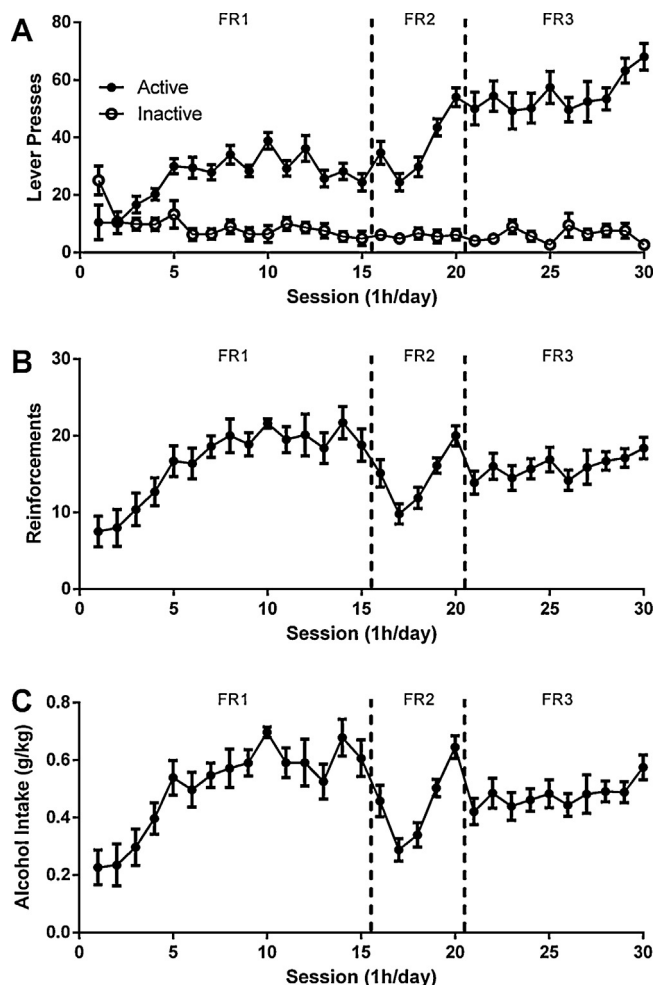 A
FR1 FR2 FR3
80
60
40
20
0
Lever Presses
Active
Inactive
0 5 10 15 20 25 30
Session (1h/day)
B
FR1 FR2 FR3
30
20
10
0
Reinforcements
0 5 10 15 20 25 30
Session (1h/day)
C
FR1 FR2 FR3
0.8
0.6
0.4
0.2
0.0
Alcohol Intake (g/kg)
0 5 10 15 20 25 30
Session (1h/day)